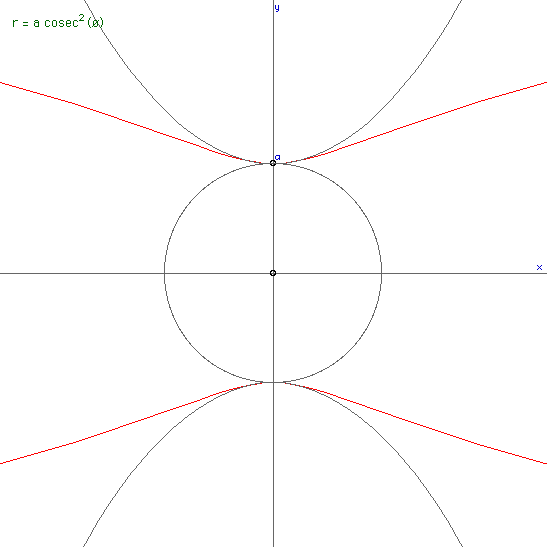 y
r = a cosec²(ø)
a
x